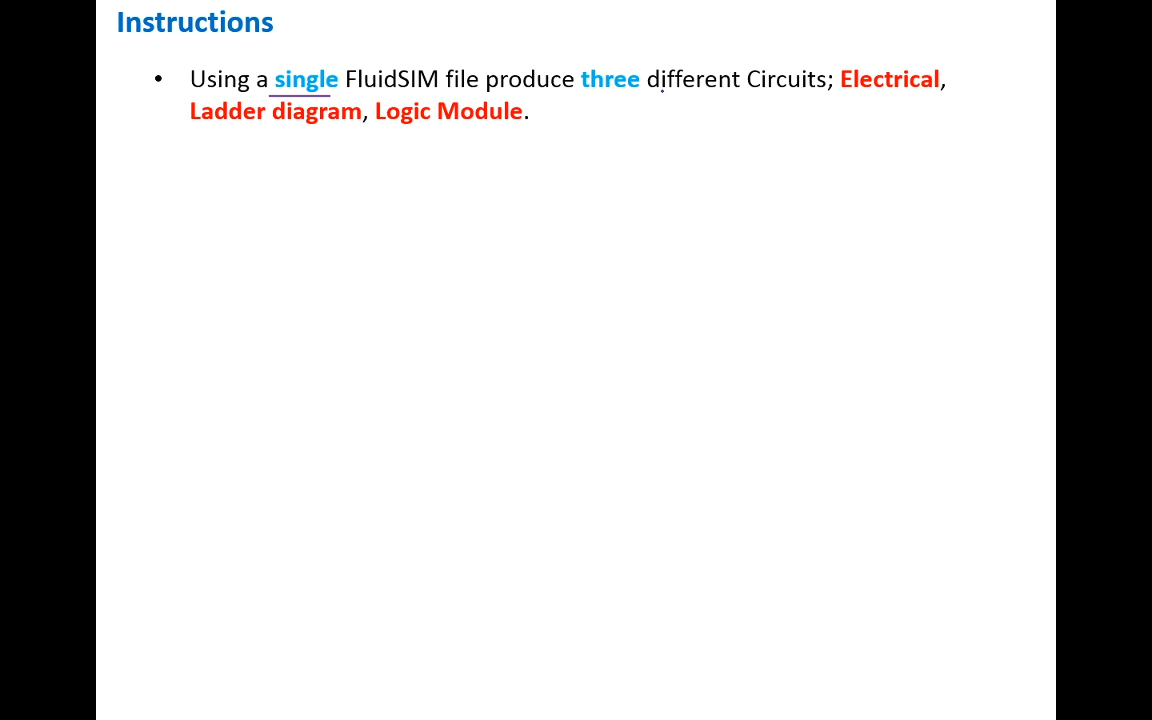 Instructions
• Using a single FluidSIM file produce three different Circuits; Electrical,
Ladder diagram, Logic Module.